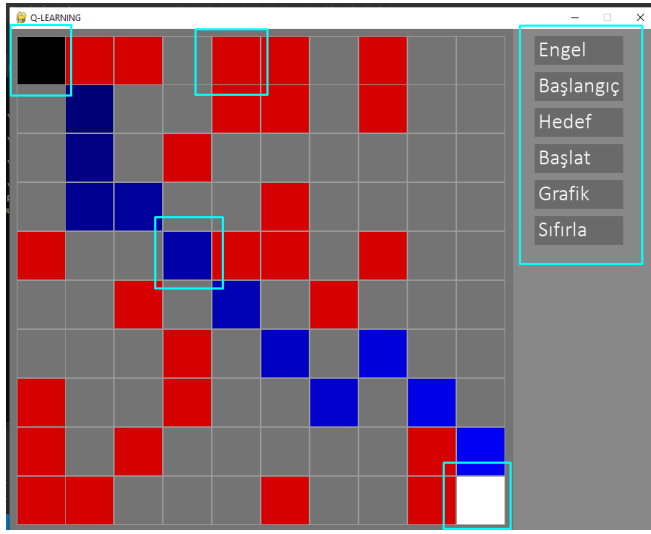 Q-LEARNING
Engel
Başlangıç
Hedef
Başlat
Grafik
Sıfırla